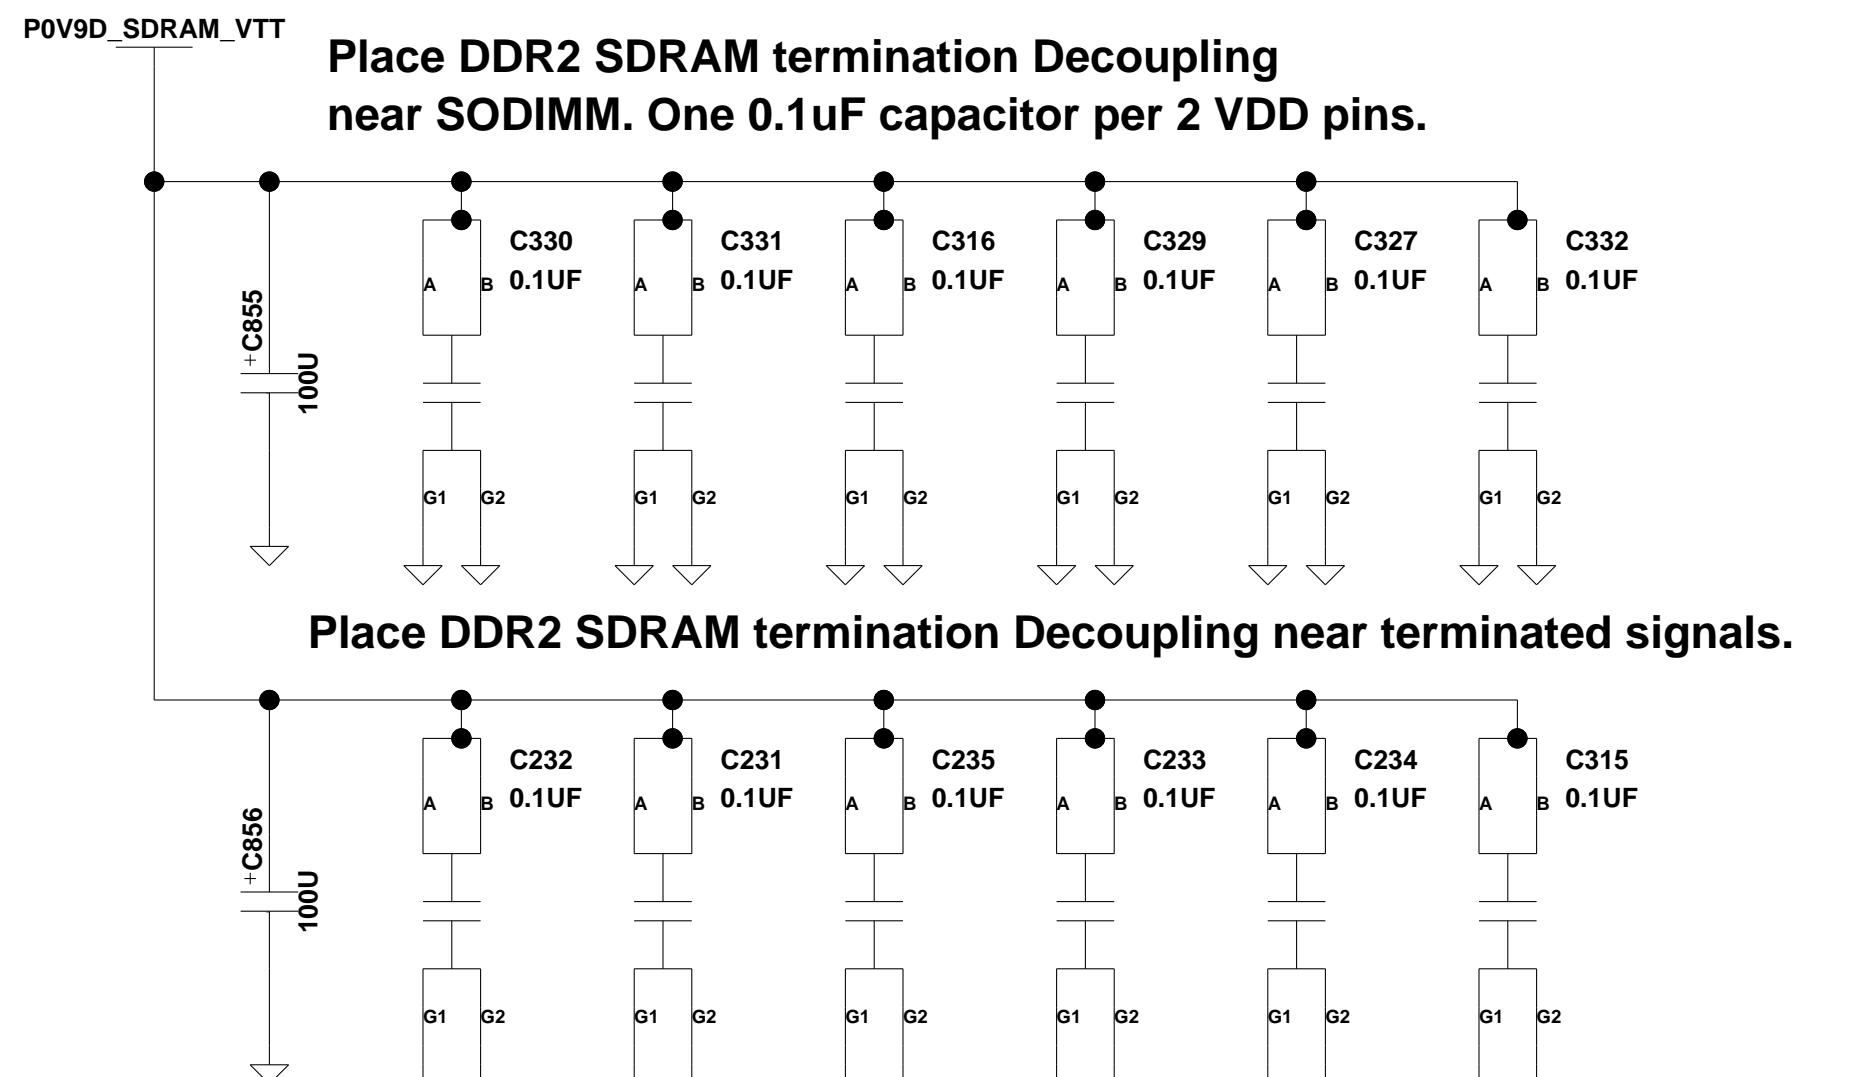 P0V9D_SDRAM_VTT
Place DDR2 SDRAM termination Decoupling
near SODIMM. One 0.1uF capacitor per 2 VDD pins.
C330 C331 C316 C329 C327 C332
A B 0.1UF A B 0.1UF A B 0.1UF A B 0.1UF A B 0.1UF A B 0.1UF
+C855
100U
G1 G2 G1 G2 G1 G2 G1 G2 G1 G2 G1 G2
Place DDR2 SDRAM termination Decoupling near terminated signals.
C232 C231 C235 C233 C234 C315
A B 0.1UF A B 0.1UF A B 0.1UF A B 0.1UF A B 0.1UF A B 0.1UF
+C856
100U
G1 G2 G1 G2 G1 G2 G1 G2 G1 G2 G1 G2